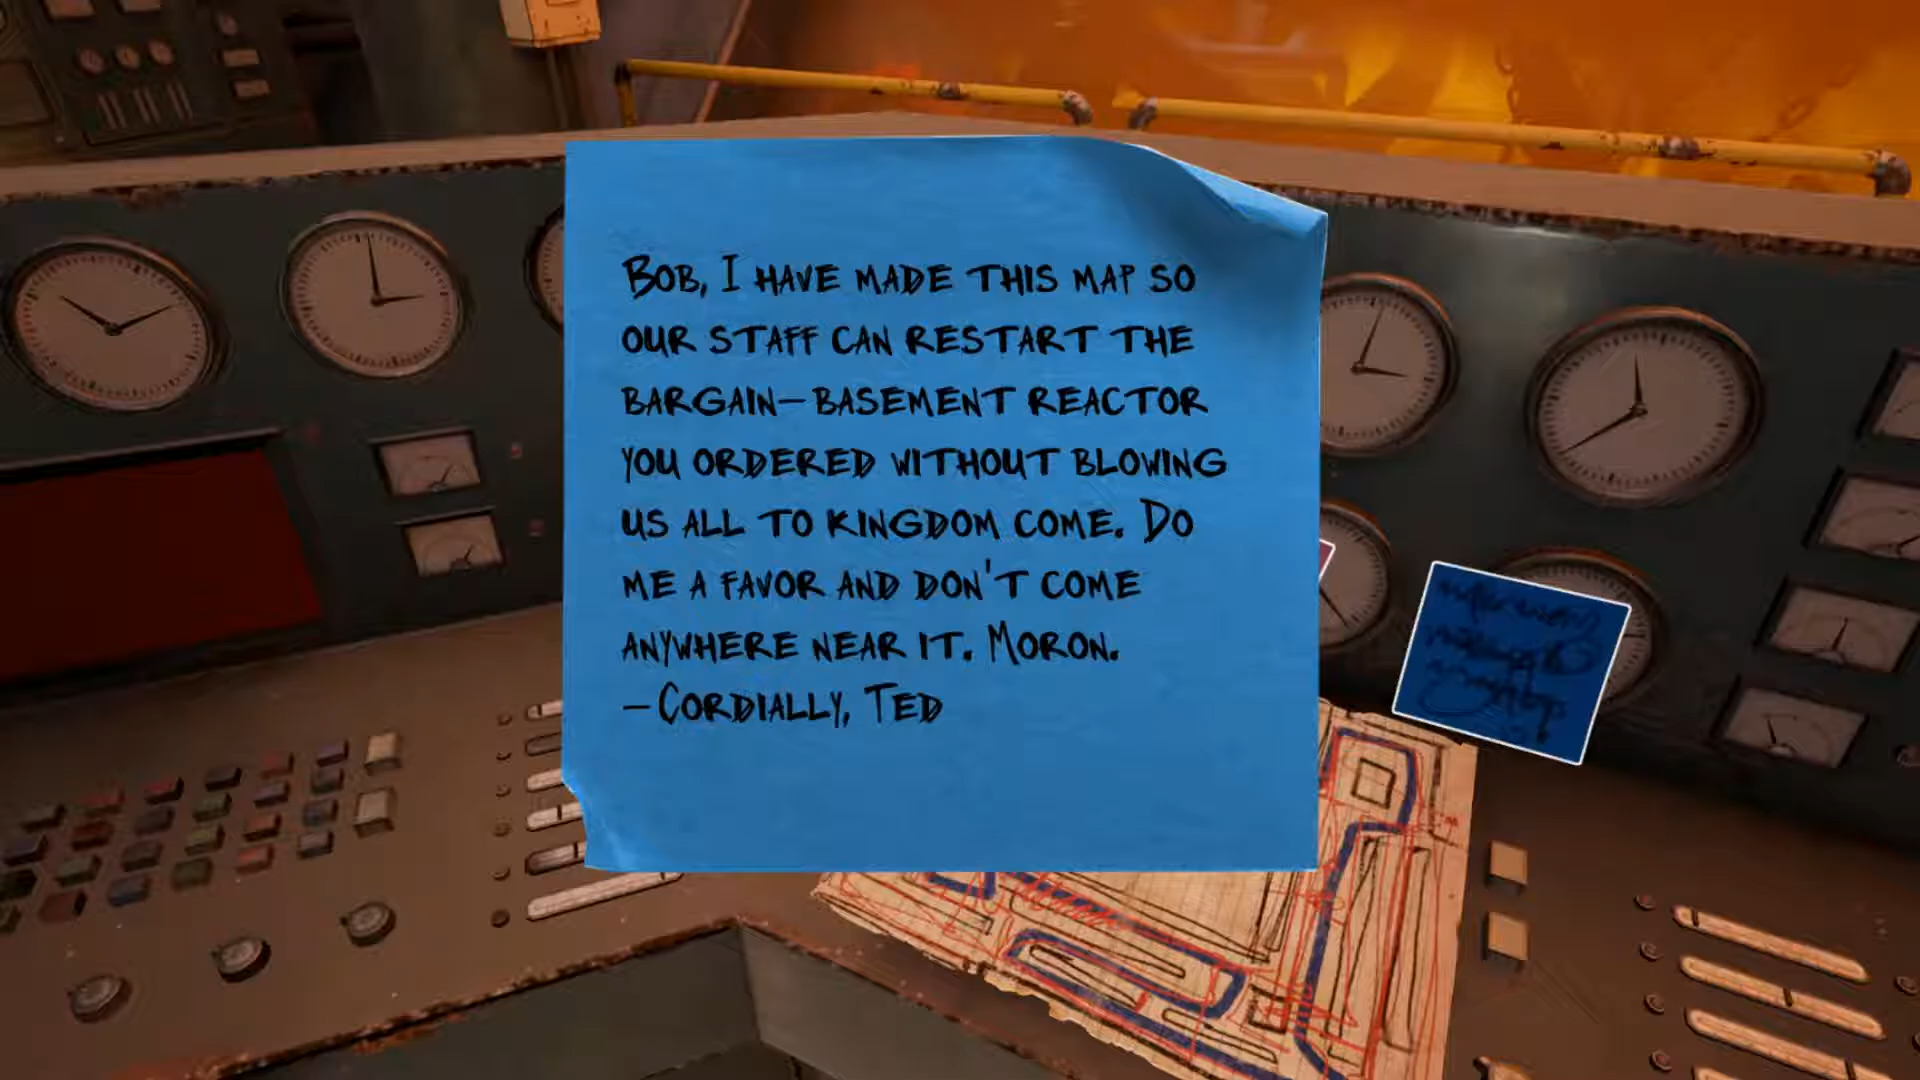 BOB, I HAVE MADE THIS MAP SO
OUR STAFF CAN RESTART THE
BARGAIN-BASEMENT REACTOR
YOU ORDERED WITHOUT BLOWING
US ALL TO KINGDOM COME. DO
ME A FAVOR AND DON'T COME
ANYWHERE NEAR IT. MORON.
- CORDIALLY, TED